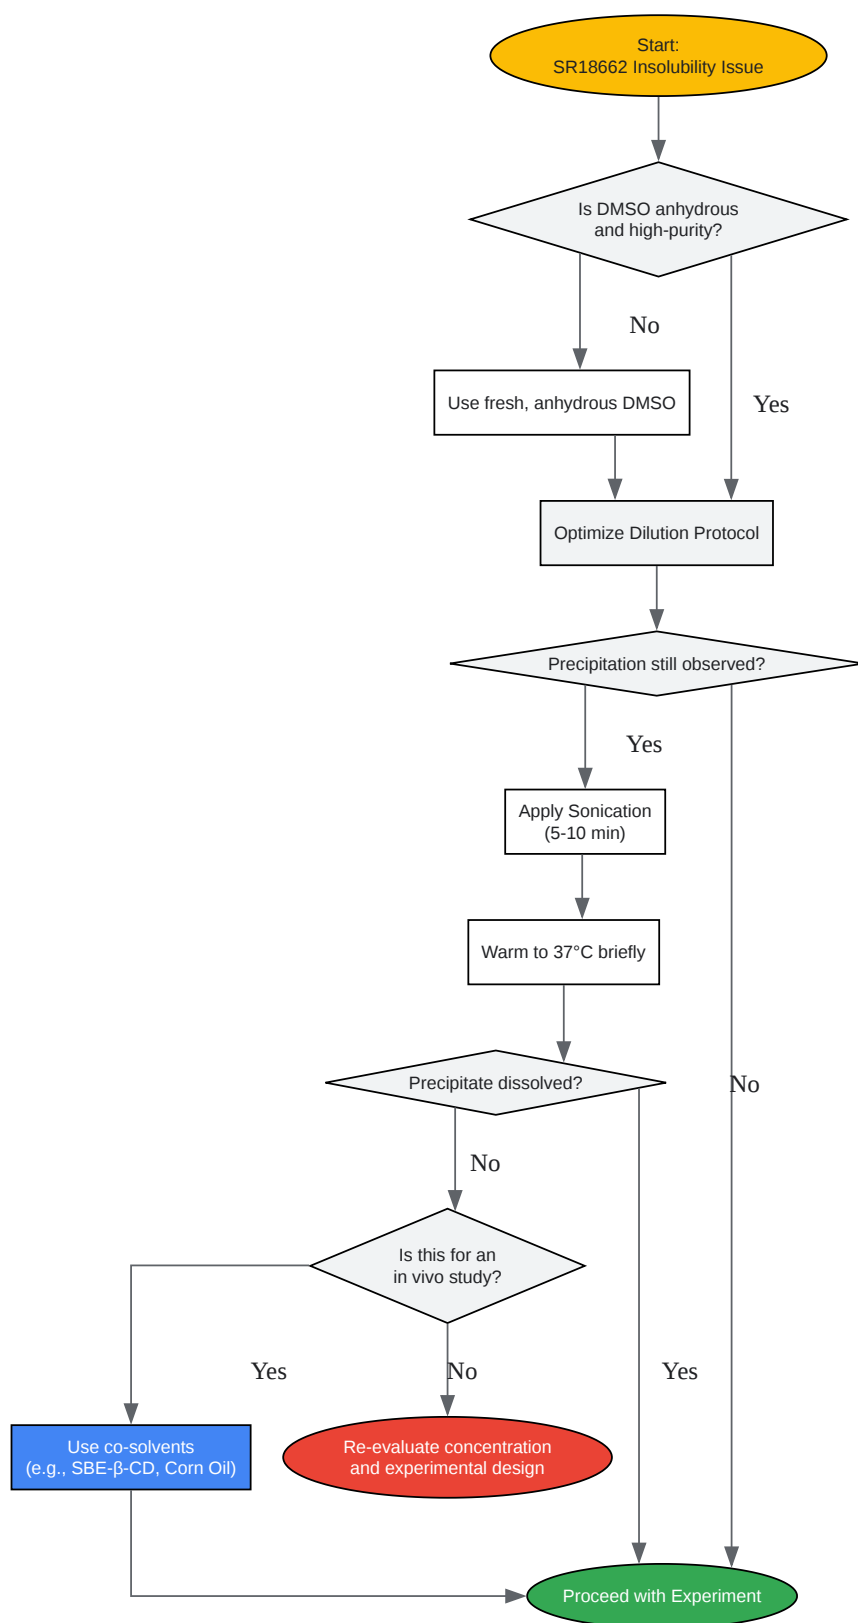 Start:
SR18662 Insolubility Issue
Is DMSO anhydrous
and high-purity?
No
Use fresh, anhydrous DMSO
Yes
Optimize Dilution Protocol
Precipitation still observed?
Yes
Apply Sonication
(5-10 min)
Warm to 37°C briefly
Precipitate dissolved?
No
No
Is this for an
in vivo study?
Yes
No
Yes
Use co-solvents
(e.g., SBE-β-CD, Corn Oil)
Re-evaluate concentration
and experimental design
Proceed with Experiment